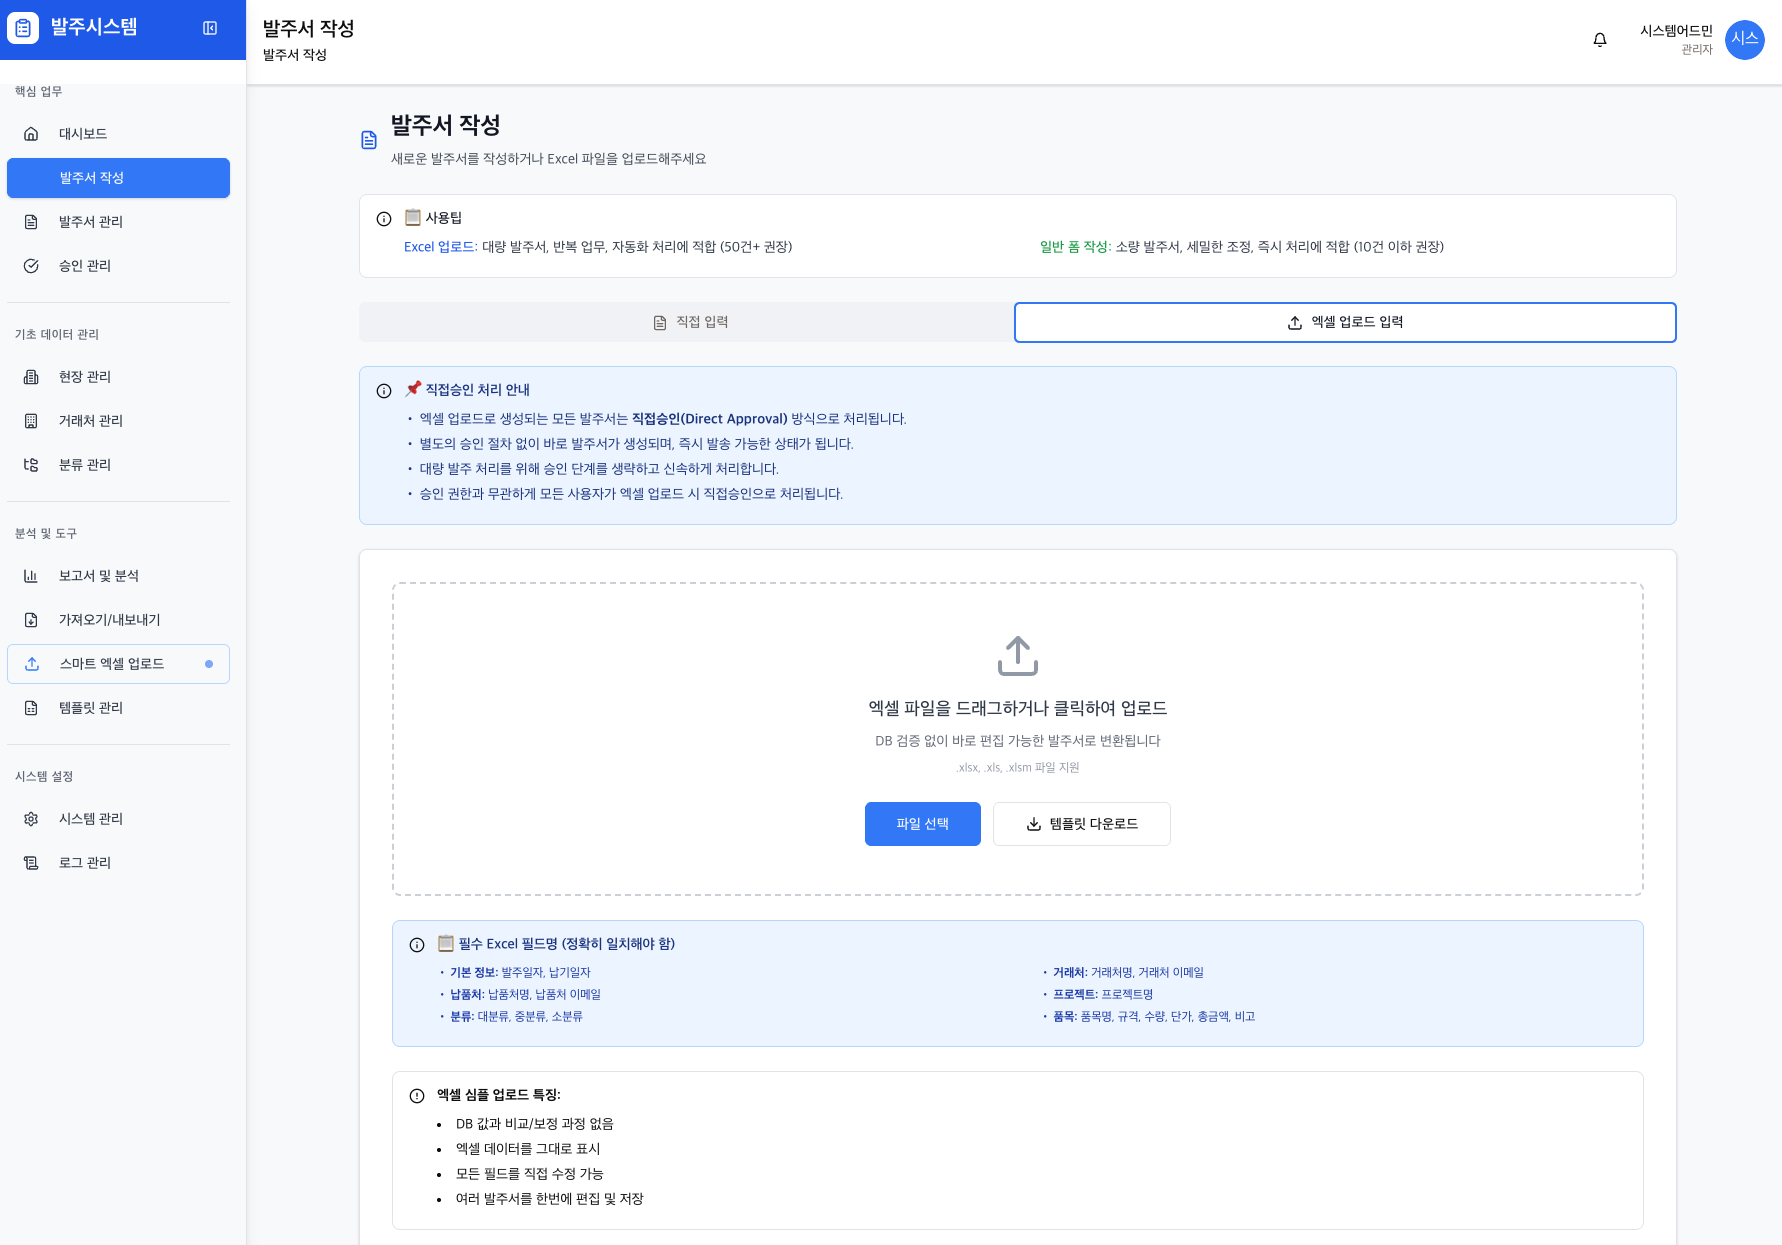 발주시스템
발주서 작성
발주서 작성
시스템어드민
관리자
시스
핵심 업무
대시보드
발주서 작성
발주서 관리
승인 관리
기초 데이터 관리
현장 관리
거래처 관리
분류 관리
분석 및 도구
보고서 및 분석
가져오기/내보내기
스마트 엑셀 업로드
템플릿 관리
시스템 설정
시스템 관리
로그 관리
발주서 작성
새로운 발주서를 작성하거나 Excel 파일을 업로드해주세요
📋 사용팁
Excel 업로드: 대량 발주서, 반복 업무, 자동화 처리에 적합 (50건+ 권장)
일반 폼 작성: 소량 발주서, 세밀한 조정, 즉시 처리에 적합 (10건 이하 권장)
직접 입력
엑셀 업로드 입력
📌 직접승인 처리 안내
• 엑셀 업로드로 생성되는 모든 발주서는 직접승인(Direct Approval) 방식으로 처리됩니다.
• 별도의 승인 절차 없이 바로 발주서가 생성되며, 즉시 발송 가능한 상태가 됩니다.
• 대량 발주 처리를 위해 승인 단계를 생략하고 신속하게 처리합니다.
• 승인 권한과 무관하게 모든 사용자가 엑셀 업로드 시 직접승인으로 처리됩니다.
엑셀 파일을 드래그하거나 클릭하여 업로드
DB 검증 없이 바로 편집 가능한 발주서로 변환됩니다
.xlsx, .xls, .xlsm 파일 지원
파일 선택
템플릿 다운로드
📋 필수 Excel 필드명 (정확히 일치해야 함)
• 기본 정보: 발주일자, 납기일자
• 거래처: 거래처명, 거래처 이메일
• 납품처: 납품처명, 납품처 이메일
• 프로젝트: 프로젝트명
• 분류: 대분류, 중분류, 소분류
• 품목: 품목명, 규격, 수량, 단가, 총금액, 비고
엑셀 심플 업로드 특징:
• DB 값과 비교/보정 과정 없음
• 엑셀 데이터를 그대로 표시
• 모든 필드를 직접 수정 가능
• 여러 발주서를 한번에 편집 및 저장